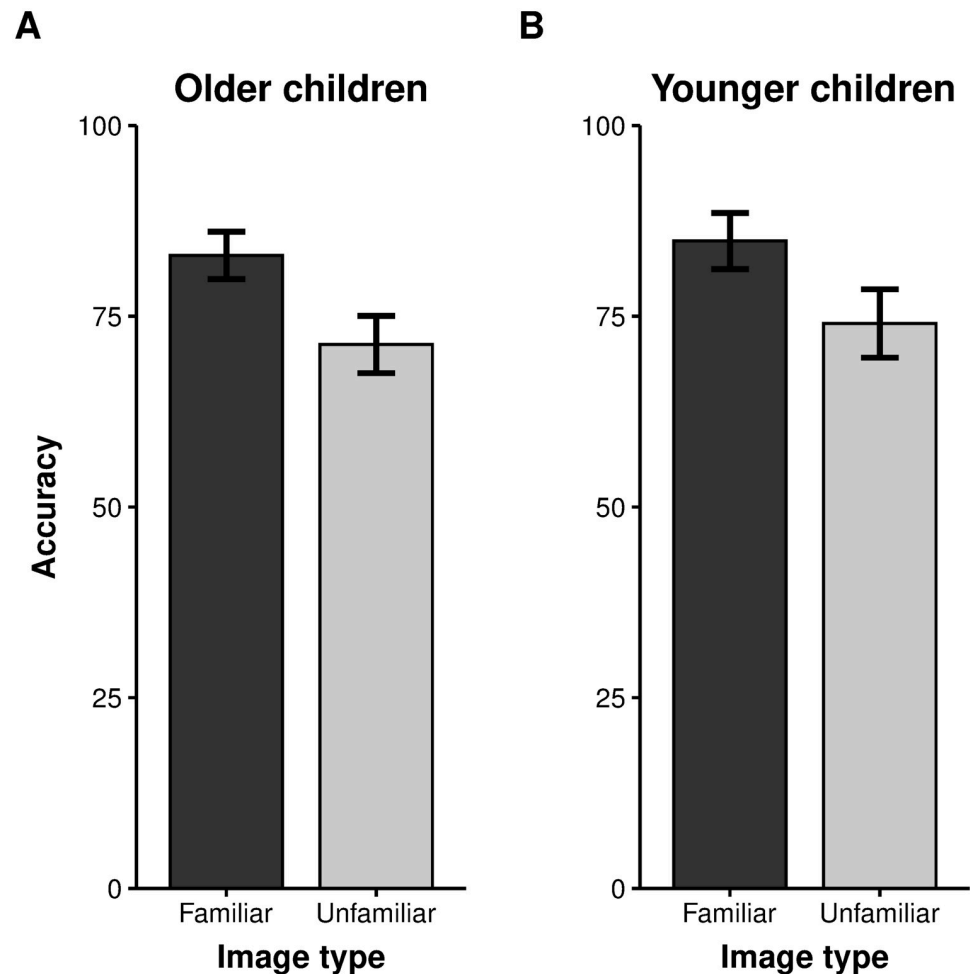 A
Older children
100
75
50
25
0
Accuracy
Familiar Unfamiliar
Image type
B
Younger children
100
75
50
25
0
Familiar Unfamiliar
Image type